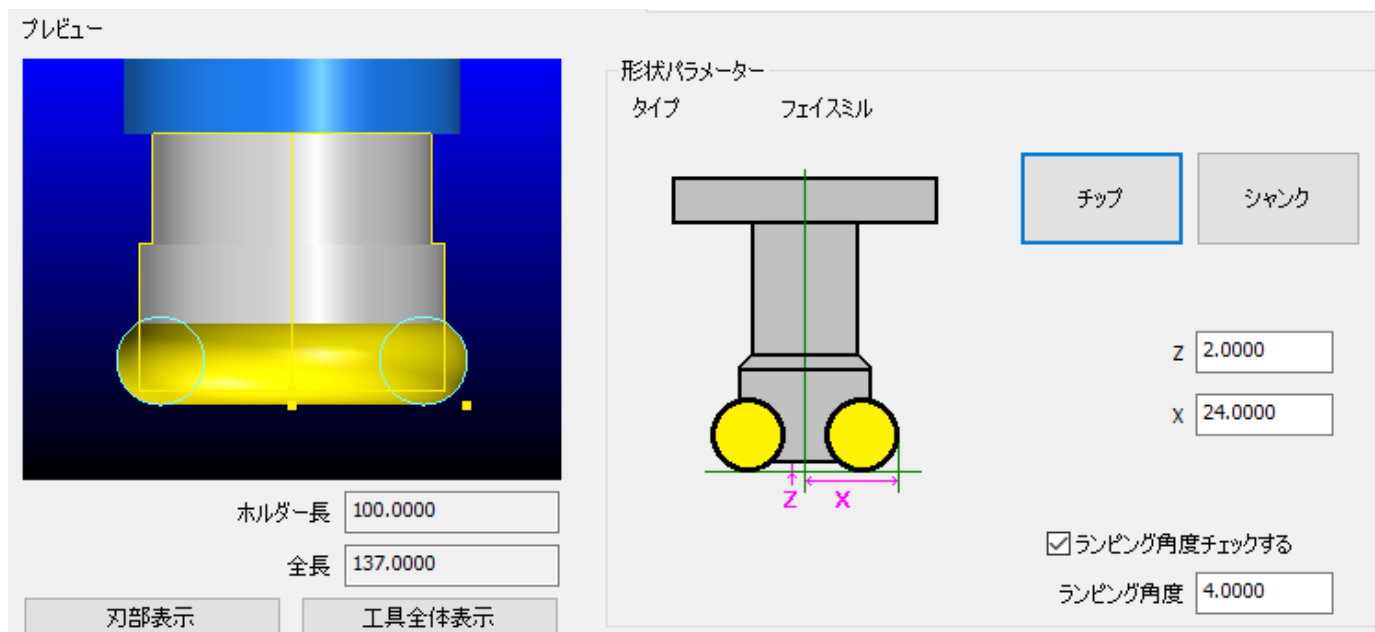 プレビュー
形状パラメーター
タイプ フェイスミル
チップ
シャンク
Z 2.0000
X 24.0000
Z X
ホルダー長 100.0000
全長 137.0000
刃部表示 工具全体表示
ランピング角度チェックする
ランピング角度 4.0000